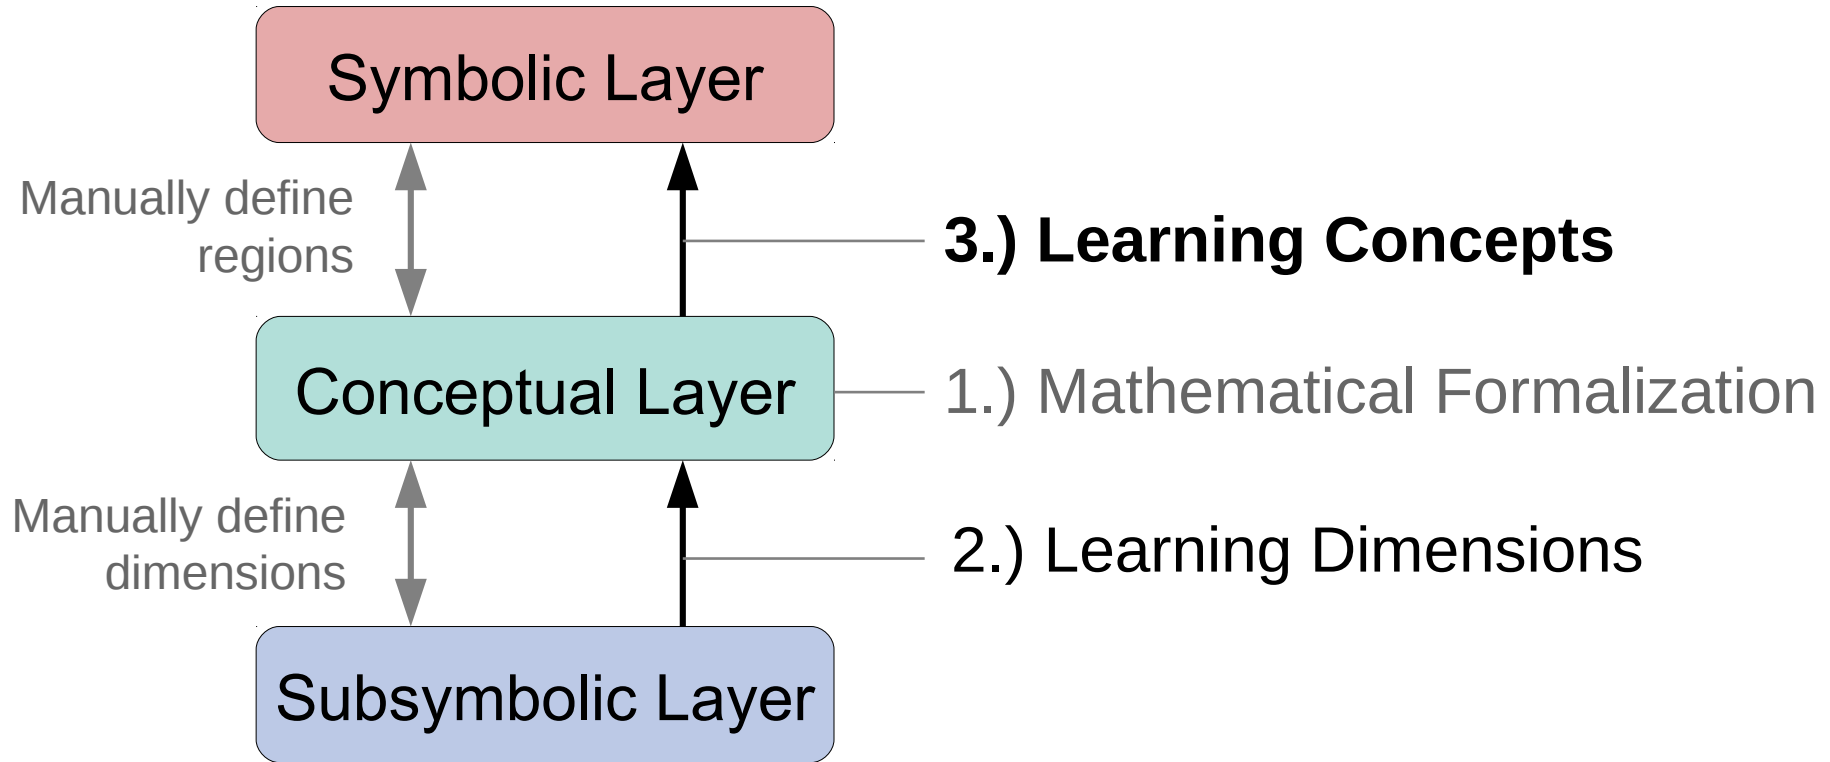 Symbolic Layer
Manually define
regions
3.) Learning Concepts
Conceptual Layer
1.) Mathematical Formalization
Manually define
dimensions
2.) Learning Dimensions
Subsymbolic Layer